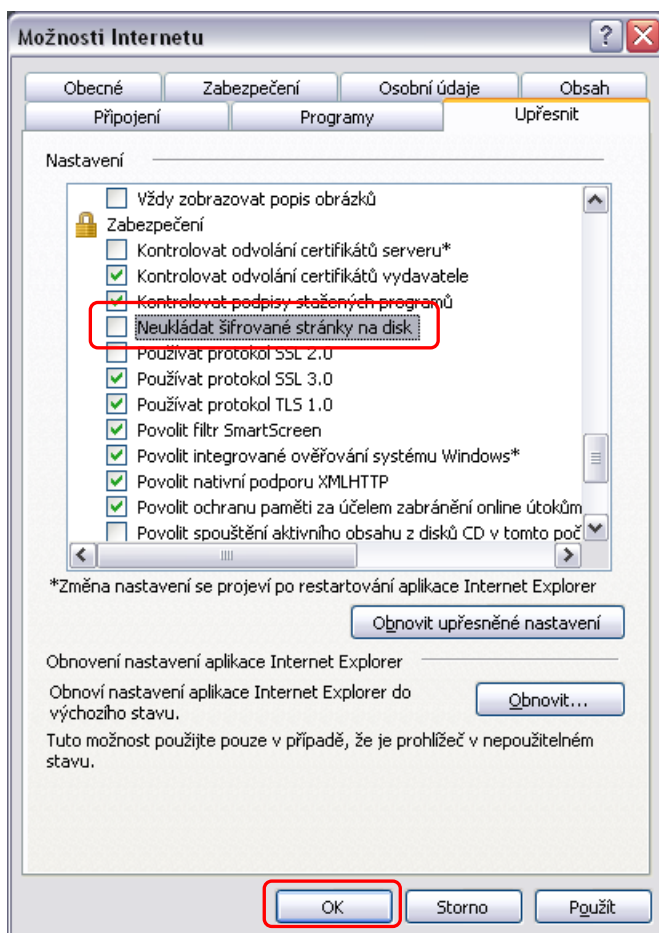 Možnosti Internetu
Obecné Zabezpečení Osobní údaje Obsah
Připojení Programy Upřesnit
Nastavení
Vždy zobrazovat popis obrázků
Zabezpečení
Kontrolovat odvolání certifikátů serveru*
Kontrolovat odvolání certifikátů vydavatele
Kontrolovat podpisy stažených programů
Neukládat šifrované stránky na disk
Používat protokol SSL 2.0
Používat protokol SSL 3.0
Používat protokol TLS 1.0
Povolit filtr SmartScreen
Povolit integrované ověřování systému Windows*
Povolit nativní podporu XMLHTTP
Povolit ochranu paměti za účelem zabránění online útokům
Povolit spouštění aktivního obsahu z disků CD v tomto poč
*Změna nastavení se projeví po restartování aplikace Internet Explorer
Obnovit upřesněné nastavení
Obnovení nastavení aplikace Internet Explorer
Obnoví nastavení aplikace Internet Explorer do
výchozího stavu.
Obnovit...
Tuto možnost použijte pouze v případě, že je prohlížeč v nepoužitelném
stavu.
OK Storno Použít